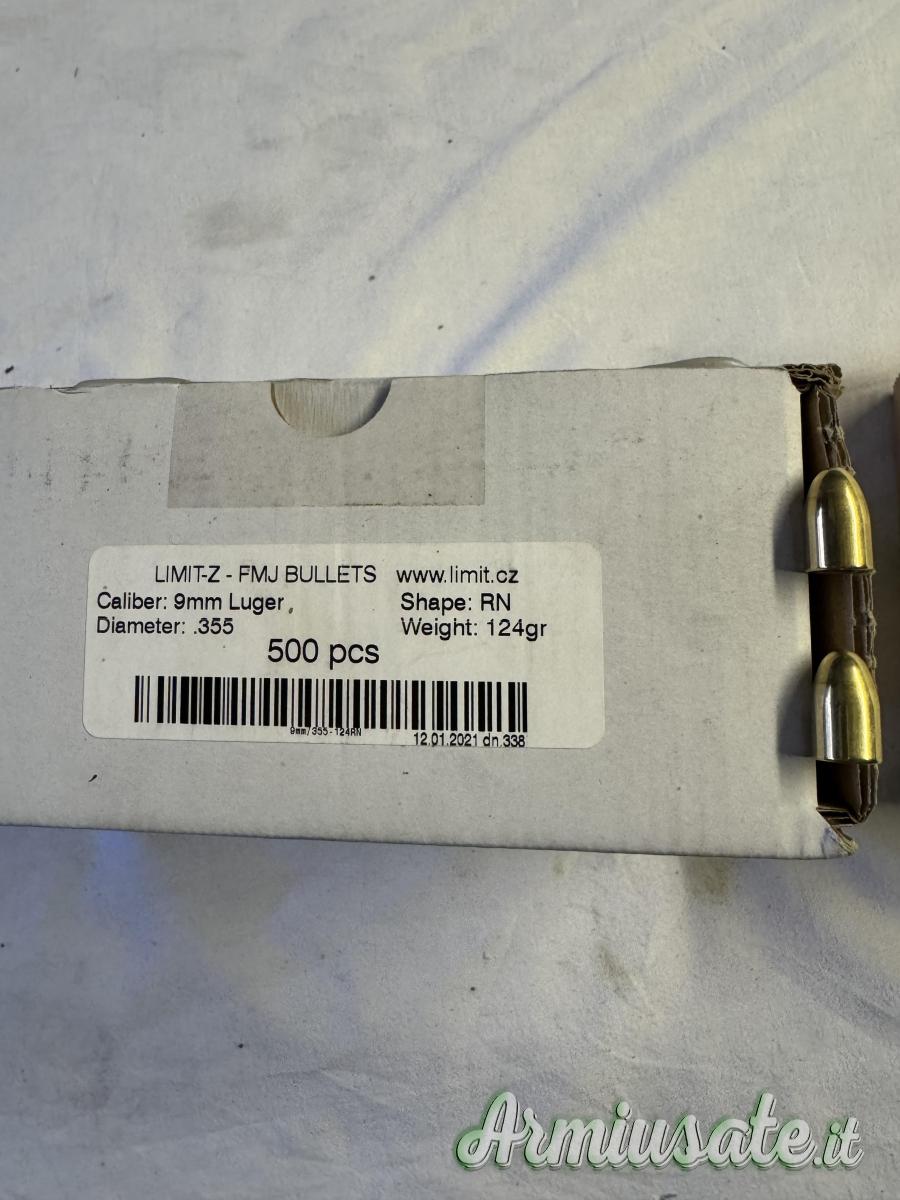 LIMIT-Z - FMJ BULLETS www.limit.cz
Caliber: 9mm Luger Shape: RN
Diameter: .355 Weight: 124gr
500 pcs
9mm/355-124RN
12.01.2021 dn.338
Armiusate.it